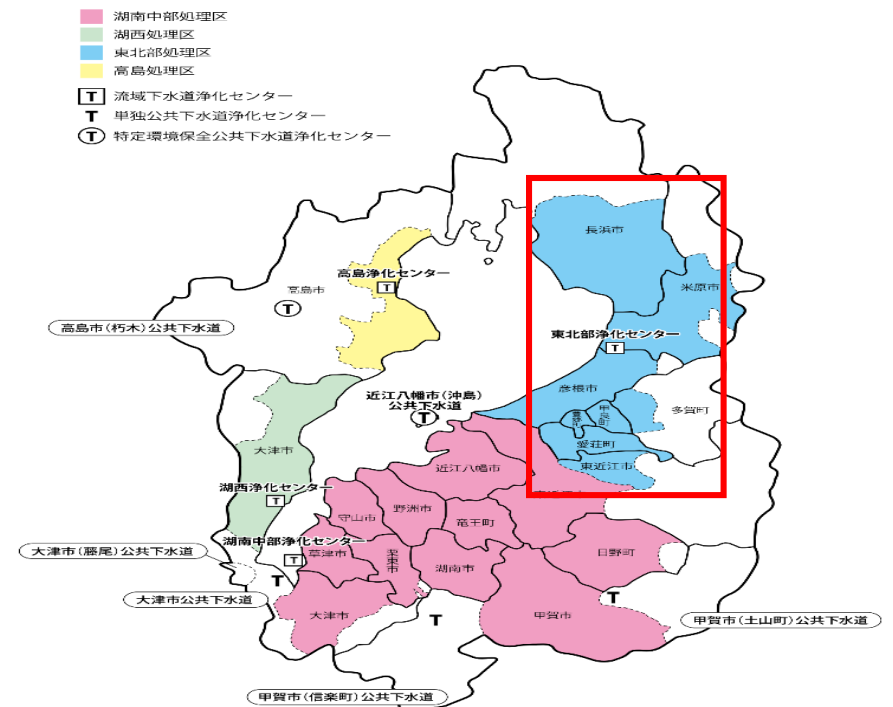 湖南中部処理区
湖西処理区
東北部処理区
高島処理区
T 流域下水道浄化センター
T 単独公共下水道浄化センター
T 特定環境保全公共下水道浄化センター
長浜市
高島浄化センター
T
高島市
T
米原市
高島市(朽木)公共下水道
東北部浄化センター
T
彦根市
近江八幡市(沖島)
公共下水道
T
多賀町
甲良町
愛荘町
大津市
近江八幡市
東近江市
湖西浄化センター
T
守山市
野洲市
竜王町
湖南中部浄化センター
T
大津市(藤尾)公共下水道
草津市
栗東市
湖南市
日野町
T
大津市公共下水道
大津市
T
甲賀市
T
甲賀市(土山町)公共下水道
甲賀市(信楽町)公共下水道